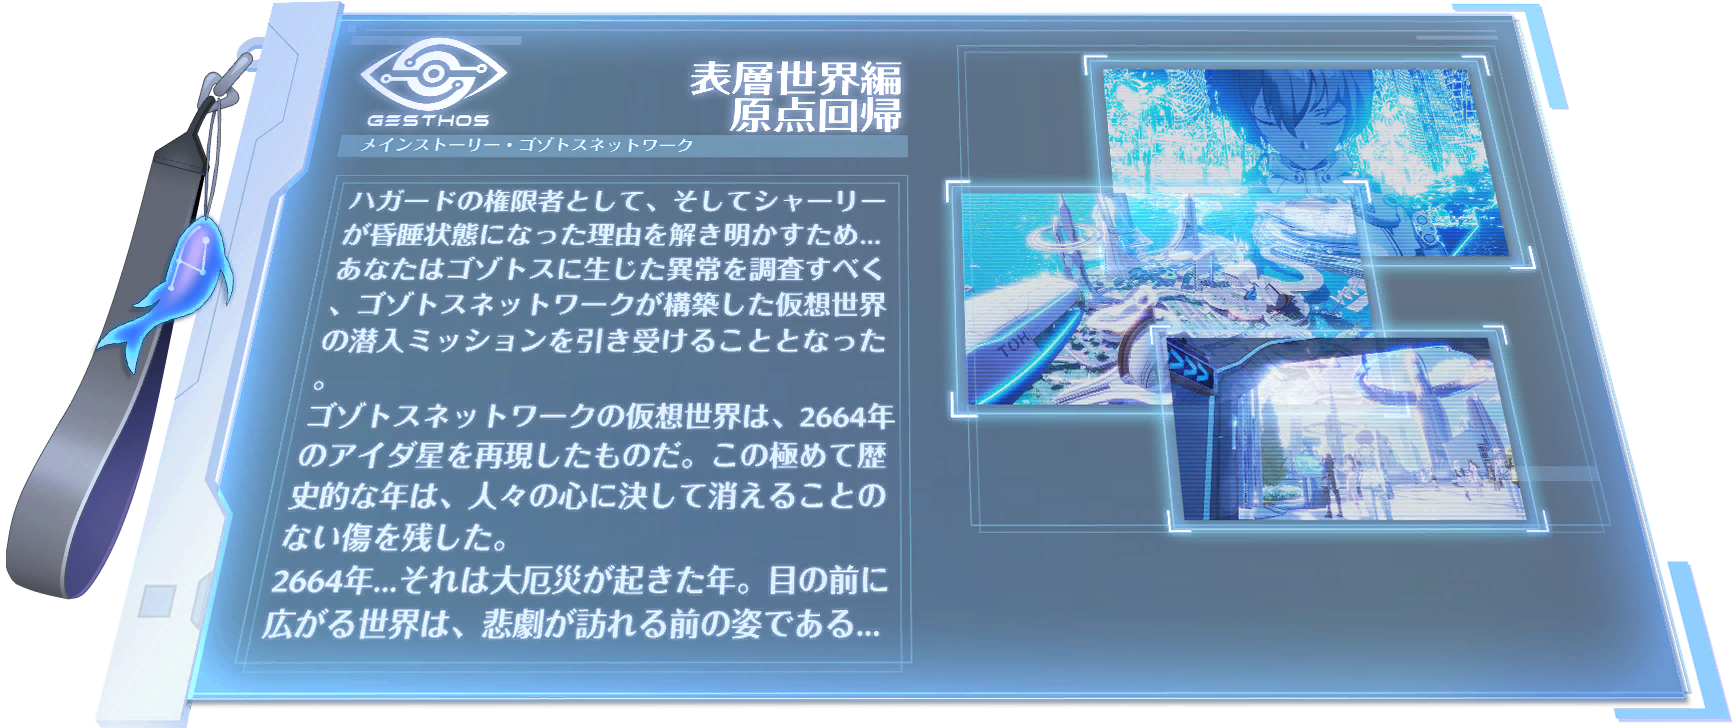 GESTHOS
表層世界編
原点回帰
メインストーリー・ゴゾトスネットワーク
ハガードの権限者として、そしてシャーリー
が昏睡状態になった理由を解き明かすため...
あなたはゴゾトスに生じた異常を調査すべく
、ゴゾトスネットワークが構築した仮想世界
の潜入ミッションを引き受けることとなった
。
ゴゾトスネットワークの仮想世界は、2664年
のアイダ星を再現したものだ。この極めて歴
史的な年は、人々の心に決して消えることの
ない傷を残した。
2664年...それは大厄災が起きた年。目の前に
広がる世界は、悲劇が訪れる前の姿である...